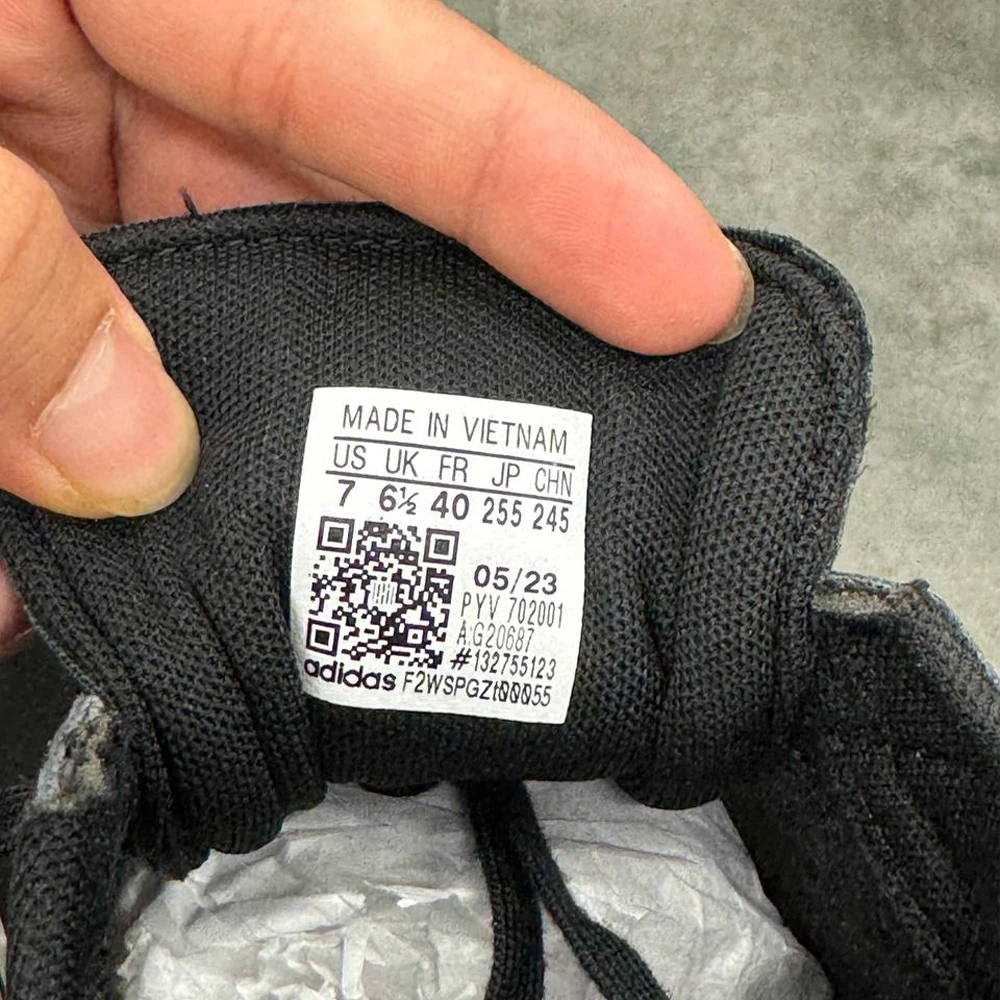 MADE IN VIETNAM
US UK FR JP CHN
7 6½ 40 255 245
05/23
PYV 702001
A:G20687
#132755123
adidas F2WSPGZt00055